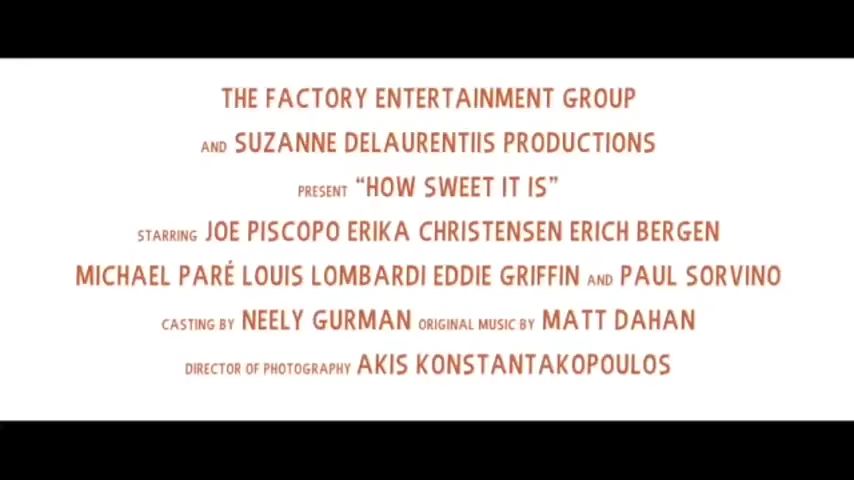 THE FACTORY ENTERTAINMENT GROUP
AND SUZANNE DELAURENTIIS PRODUCTIONS
PRESENT “HOW SWEET IT IS”
STARRING JOE PISCOPO ERIKA CHRISTENSEN ERICH BERGEN
MICHAEL PARÉ LOUIS LOMBARDI EDDIE GRIFFIN AND PAUL SORVINO
CASTING BY NEELY GURMAN ORIGINAL MUSIC BY MATT DAHAN
DIRECTOR OF PHOTOGRAPHY AKIS KONSTANTAKOPOULOS